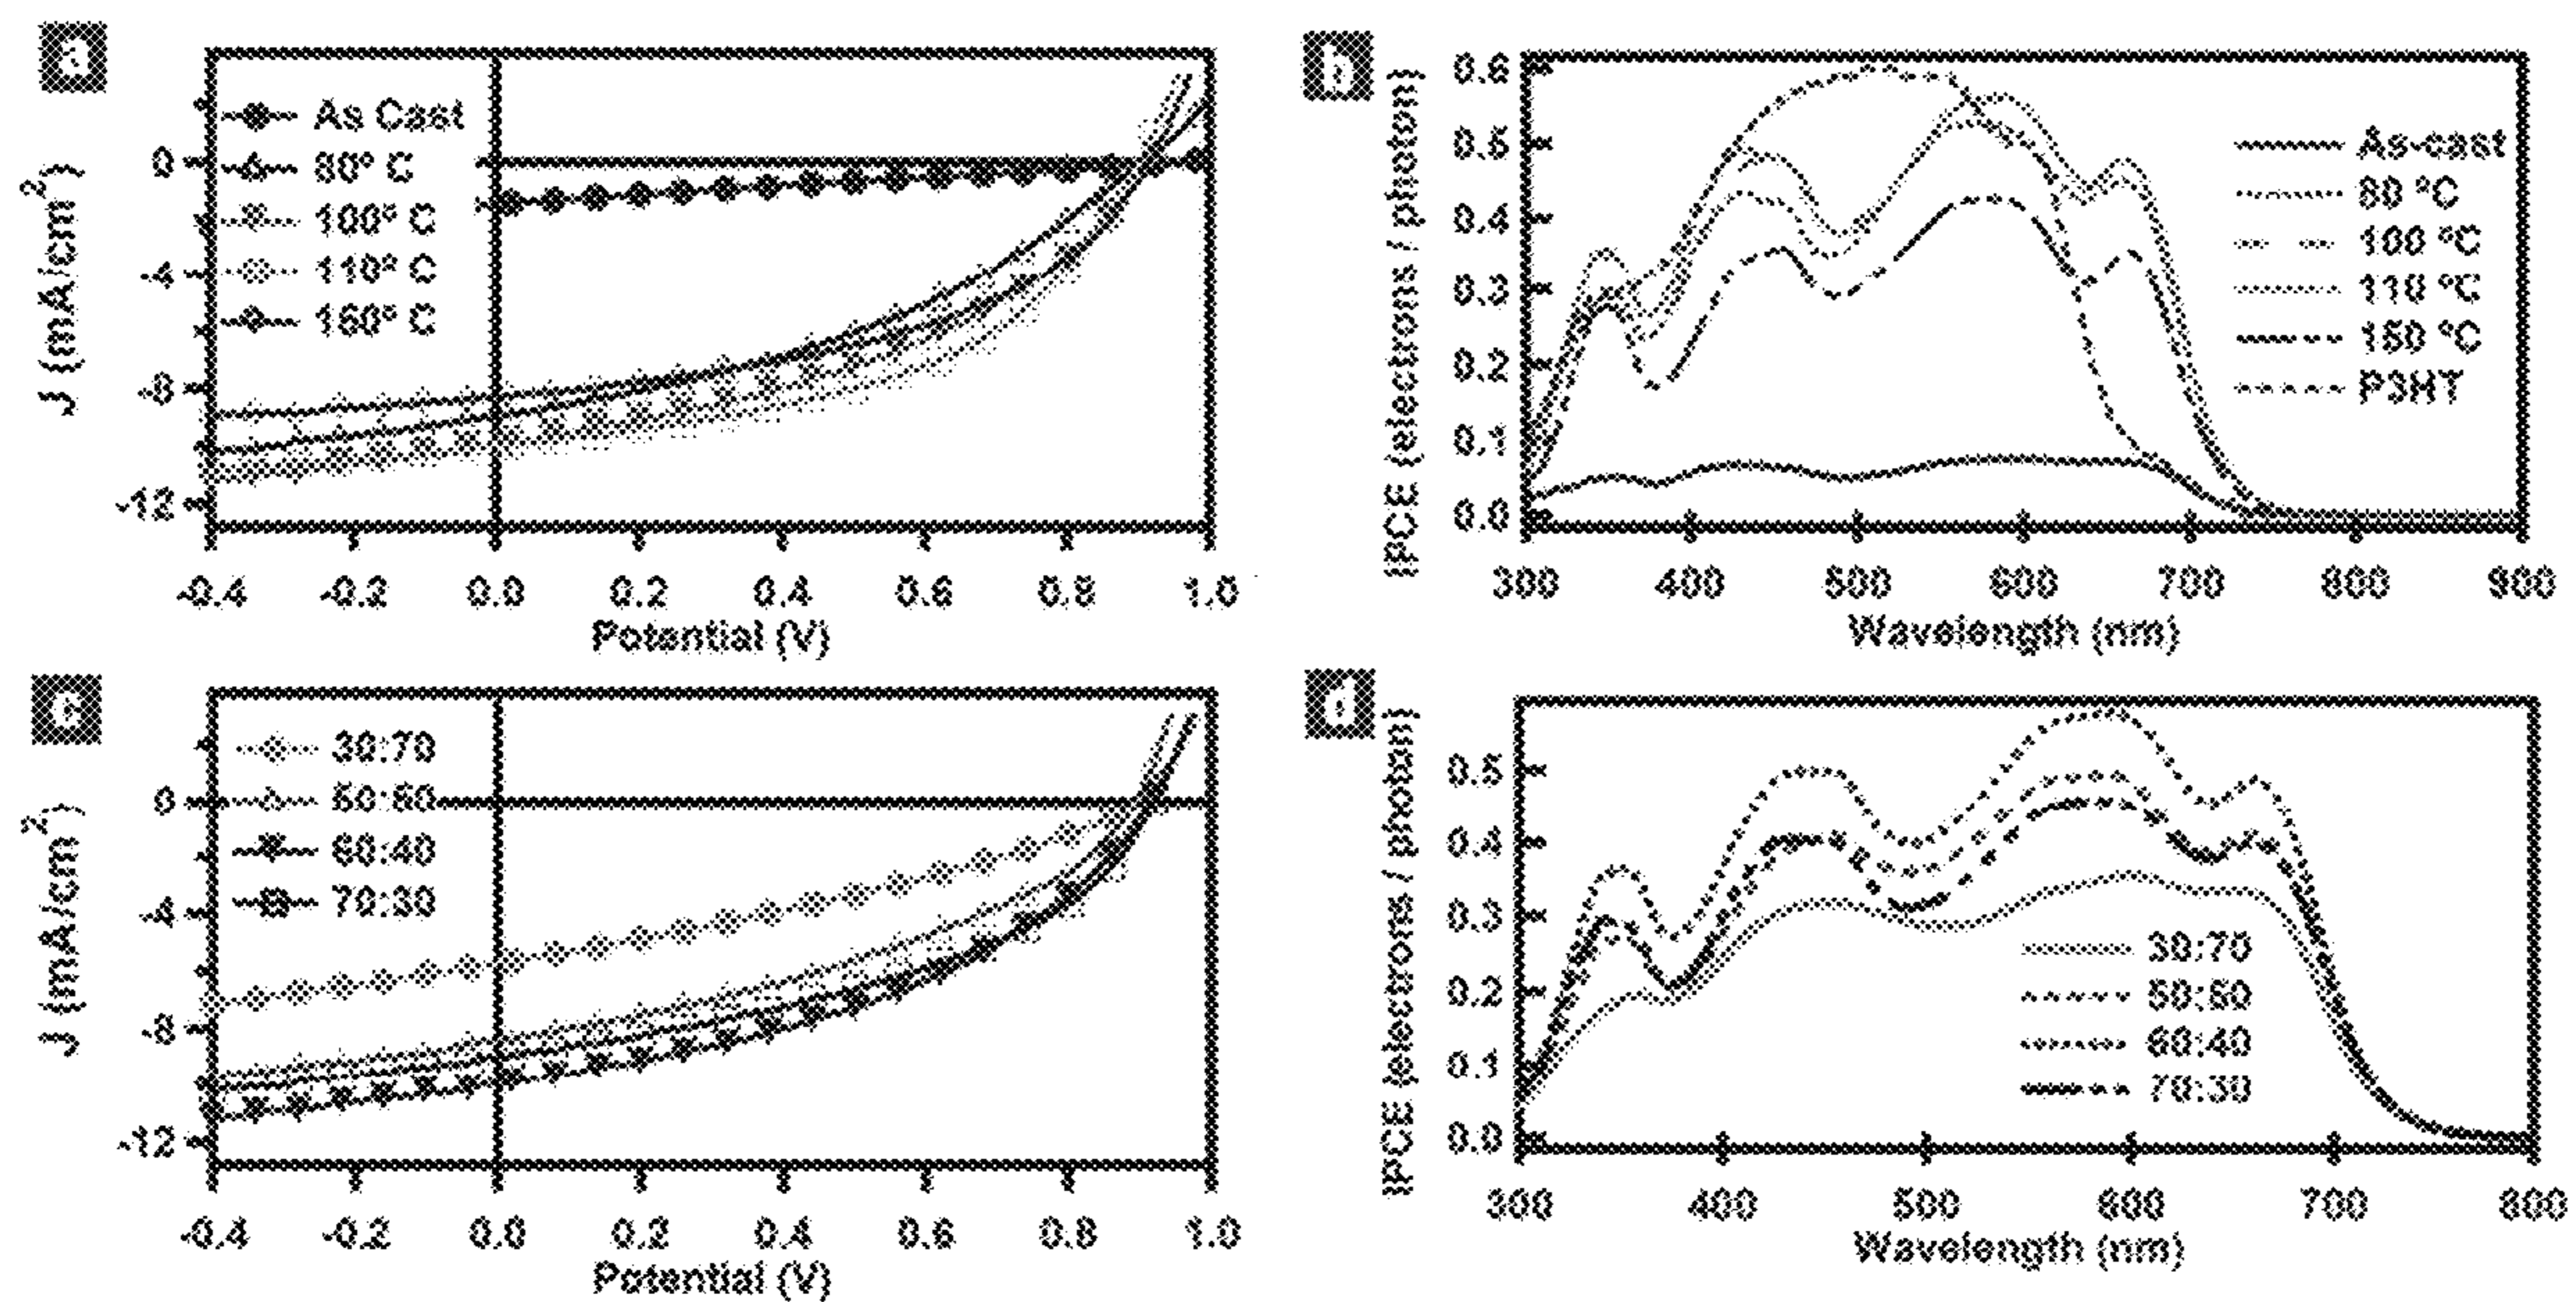 a
J (mA/cm²)
0
-4
-8
-12
As Cast
80° C
100° C
110° C
150° C
-0.4 -0.2 0.0 0.2 0.4 0.6 0.8 1.0
Potential (V)
b
IPCE (electrons / photon)
0.6
0.5
0.4
0.3
0.2
0.1
0.0
As-cast
80 °C
100 °C
110 °C
150 °C
P3HT
300 400 500 600 700 800 900
Wavelength (nm)
c
J (mA/cm²)
0
-4
-8
-12
30:70
50:50
60:40
70:30
-0.4 -0.2 0.0 0.2 0.4 0.6 0.8 1.0
Potential (V)
d
IPCE (electrons / photon)
0.5
0.4
0.3
0.2
0.1
0.0
30:70
50:50
60:40
70:30
300 400 500 600 700 800
Wavelength (nm)